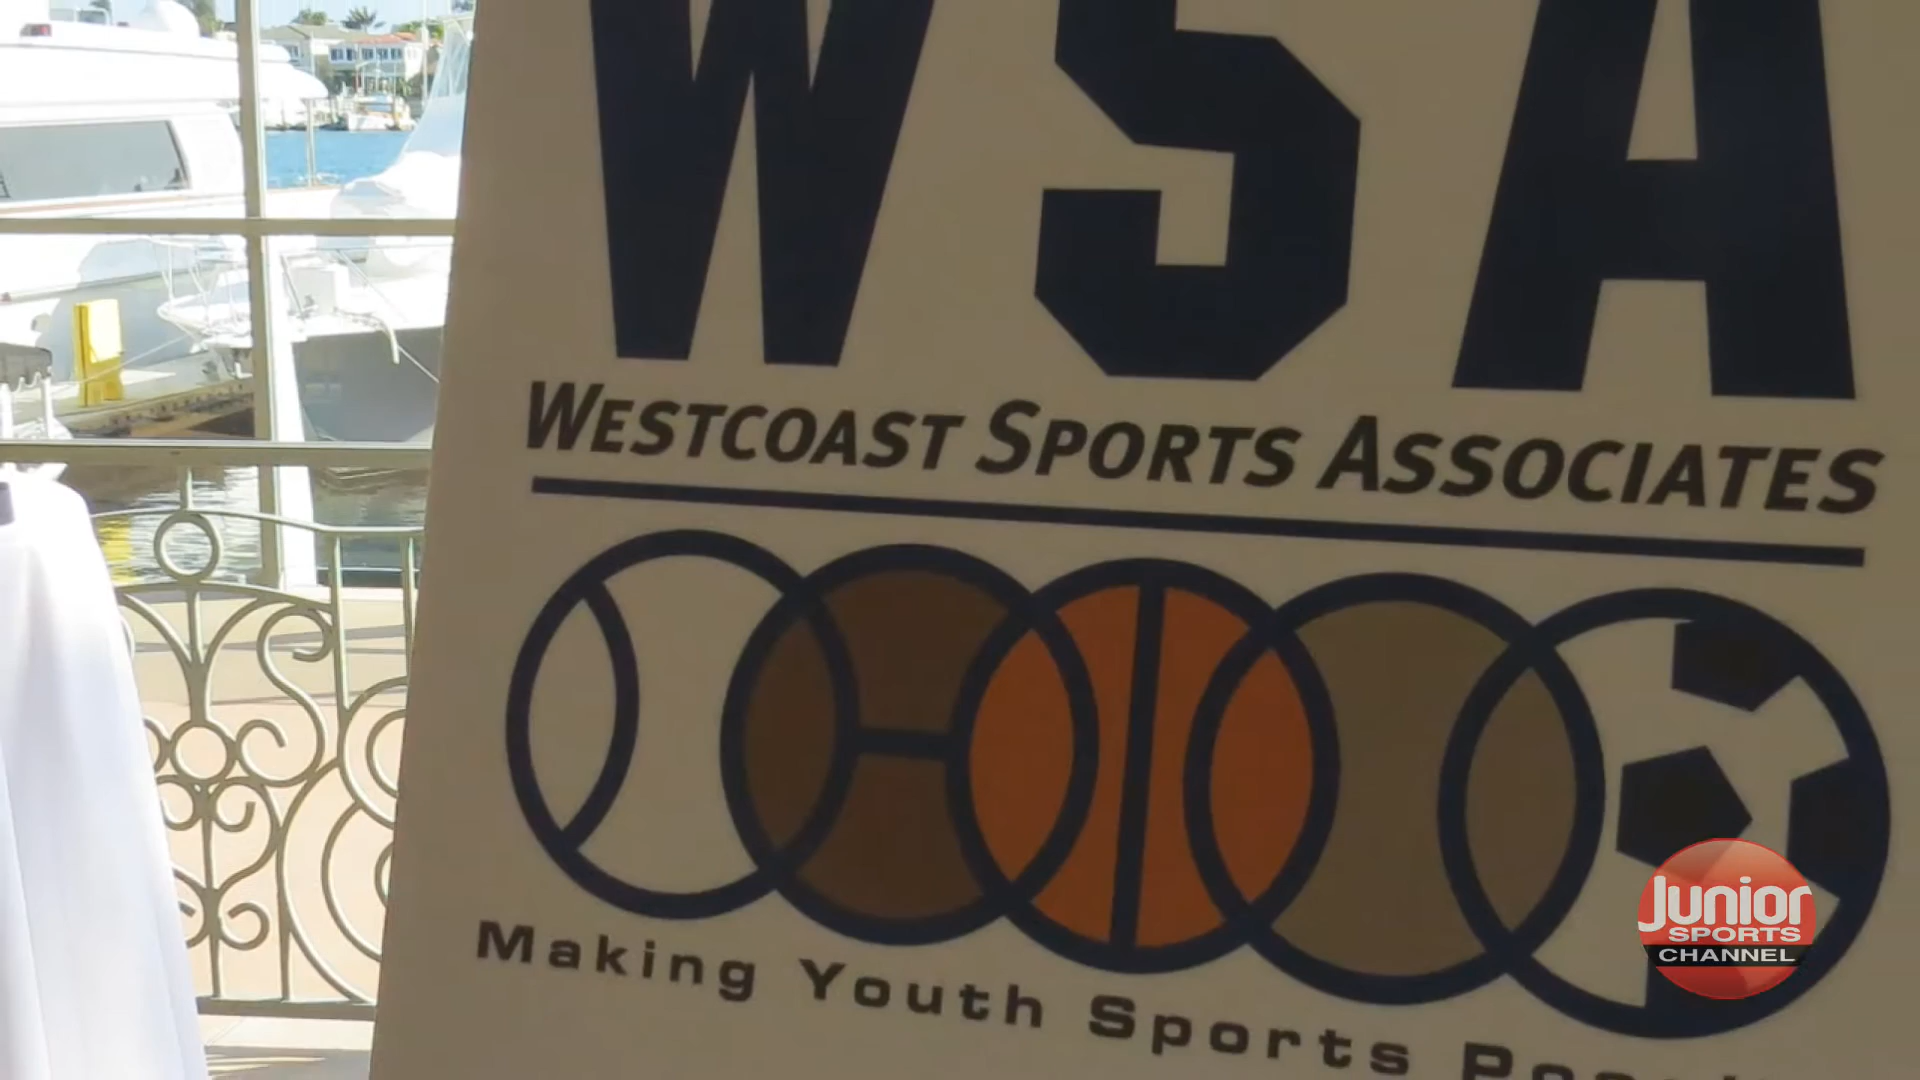 WSA
WESTCOAST SPORTS ASSOCIATES
Making Youth Sports
Junior
SPORTS
CHANNEL